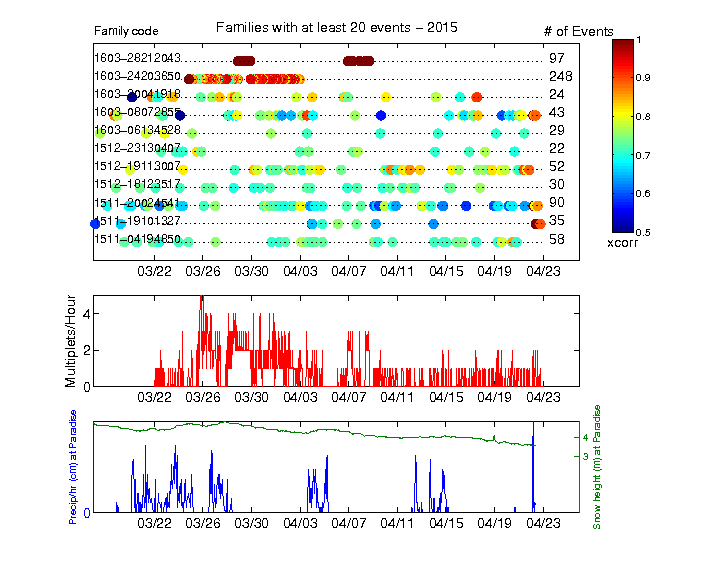 Family code
Families with at least 20 events − 2015
# of Events
1603−28212043 97
1603−24203650 248
1603−20041918 24
1603−08072855 43
1603−06134528 29
1512−23130407 22
1512−19113007 52
1512−18123517 30
1511−20024541 90
1511−19101327 35
1511−04194850 58
03/22 03/26 03/30 04/03 04/07 04/11 04/15 04/19 04/23
1
0.9
0.8
0.7
0.6
0.5
xcorr
Multiplets/Hour
4
2
0
03/22 03/26 03/30 04/03 04/07 04/11 04/15 04/19 04/23
Precip/hr (cm) at Paradise
0
4
3
Snow height (m) at Paradise
03/22 03/26 03/30 04/03 04/07 04/11 04/15 04/19 04/23